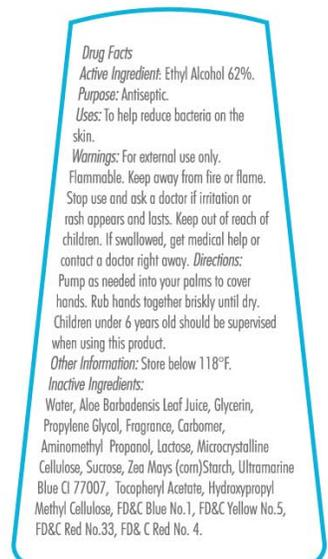 Drug Facts
Active Ingredient: Ethyl Alcohol 62%.
Purpose: Antiseptic.
Uses: To help reduce bacteria on the
skin.
Warnings: For external use only.
Flammable. Keep away from fire or flame.
Stop use and ask a doctor if irritation or
rash appears and lasts. Keep out of reach of
children. If swallowed, get medical help or
contact a doctor right away. Directions:
Pump as needed into your palms to cover
hands. Rub hands together briskly until dry.
Children under 6 years old should be supervised
when using this product.
Other Information: Store below 118°F.
Inactive Ingredients:
Water, Aloe Barbadensis Leaf Juice, Glycerin,
Propylene Glycol, Fragrance, Carbomer,
Aminomethyl Propanol, Lactose, Microcrystalline
Cellulose, Sucrose, Zea Mays (corn)Starch, Ultramarine
Blue CI 77007, Tocopheryl Acetate, Hydroxypropyl
Methyl Cellulose, FD&C Blue No.1, FD&C Yellow No.5,
FD&C Red No.33, FD& C Red No. 4.